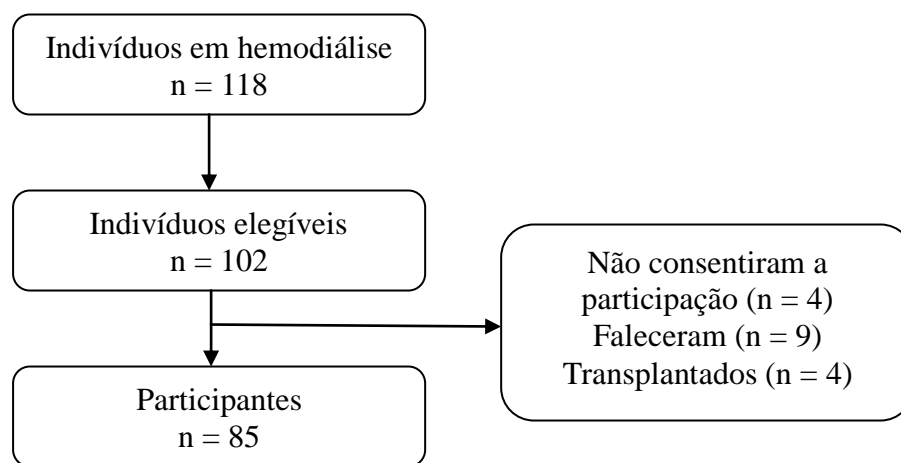 Indivíduos em hemodiálise
n = 118
Indivíduos elegíveis
n = 102
Não consentiram a
participação (n = 4)
Faleceram (n = 9)
Transplantados (n = 4)
Participantes
n = 85